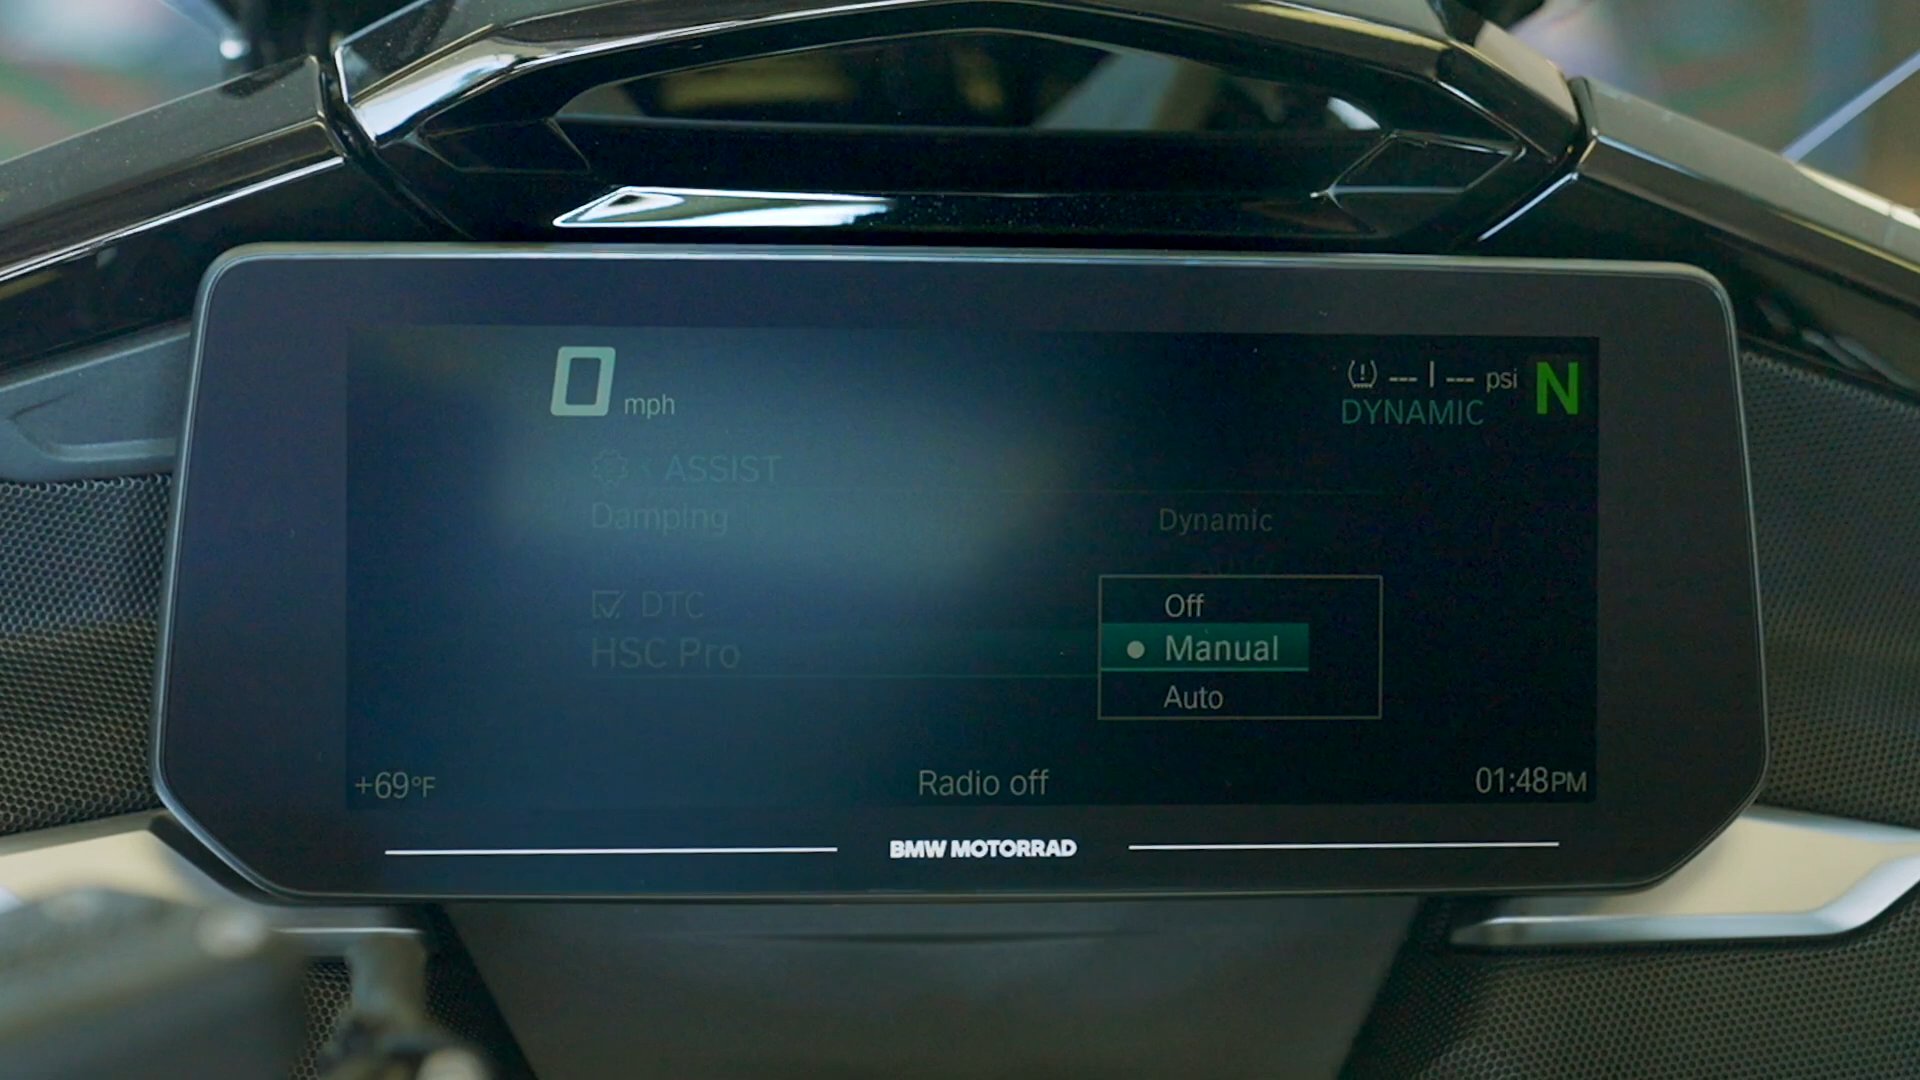 0 mph
--- | --- psi N
DYNAMIC
< ASSIST
Damping Dynamic
DTC
Off
HSC Pro
Manual
Auto
+69°F Radio off 01:48PM
BMW MOTORRAD